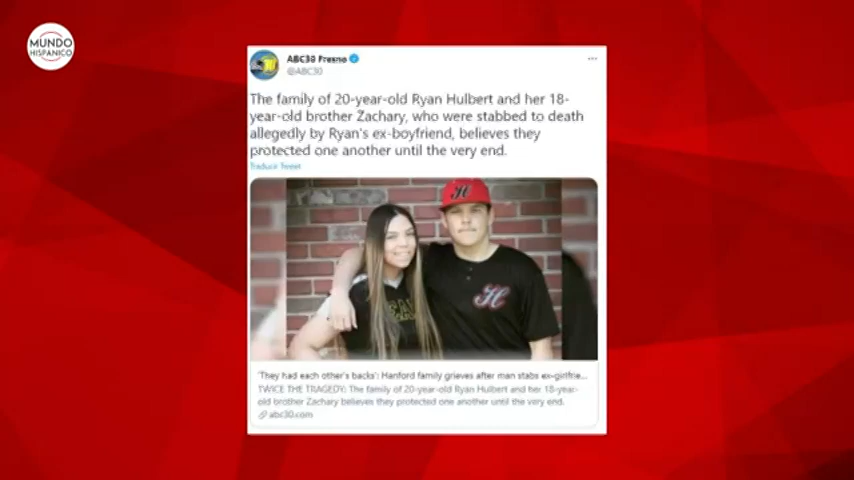 MUNDO
HISPANICO
ABC30 Fresno
@ABC30
The family of 20-year-old Ryan Hulbert and her 18-
year-old brother Zachary, who were stabbed to death
allegedly by Ryan's ex-boyfriend, believes they
protected one another until the very end.
Traducir Tweet
H
H
'They had each other's backs': Hanford family grieves after man stabs ex-girlfrie...
TWICE THE TRAGEDY: The family of 20-year-old Ryan Hulbert and her 18-year-
old brother Zachary believes they protected one another until the very end.
abc30.com